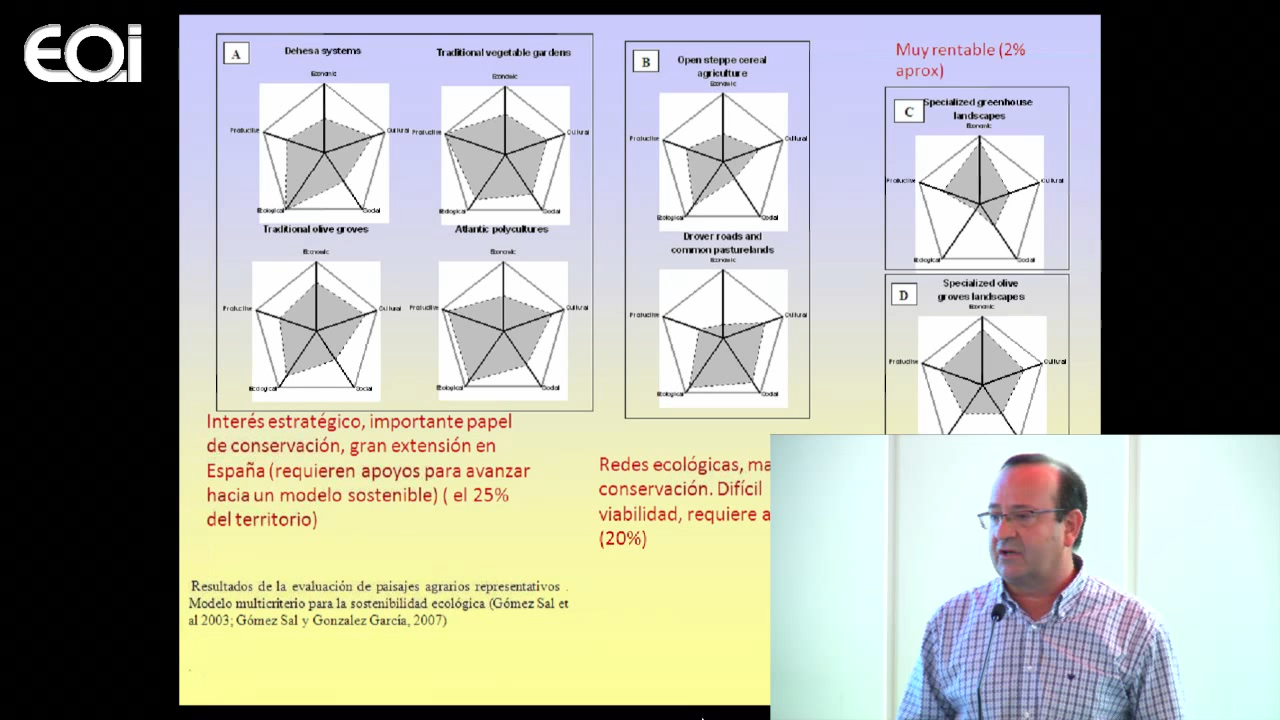 EOi
A
Dehesa systems
Economic
Productive
Cultural
Ecological
Social
Traditional vegetable gardens
Economic
Productive
Cultural
Ecological
Social
Traditional olive groves
Economic
Productive
Cultural
Ecological
Social
Atlantic polycultures
Economic
Productive
Cultural
Ecological
Social
Interés estratégico, importante papel
de conservación, gran extensión en
España (requieren apoyos para avanzar
hacia un modelo sostenible) ( el 25%
del territorio)
B
Open steppe cereal
agriculture
Economic
Productive
Cultural
Ecological
Social
Drover roads and
common pasturelands
Economic
Productive
Cultural
Ecological
Social
Redes ecológicas,
conservación. Difícil
viabilidad, requiere
(20%)
Muy rentable (2%
aprox)
C
Specialized greenhouse
landscapes
Economic
Productive
Cultural
Ecological
Social
D
Specialized olive
groves landscapes
Economic
Productive
Cultural
Resultados de la evaluación de paisajes agrarios representativos .
Modelo multicriterio para la sostenibilidad ecológica (Gómez Sal et
al 2003; Gómez Sal y Gonzalez Garcia, 2007)